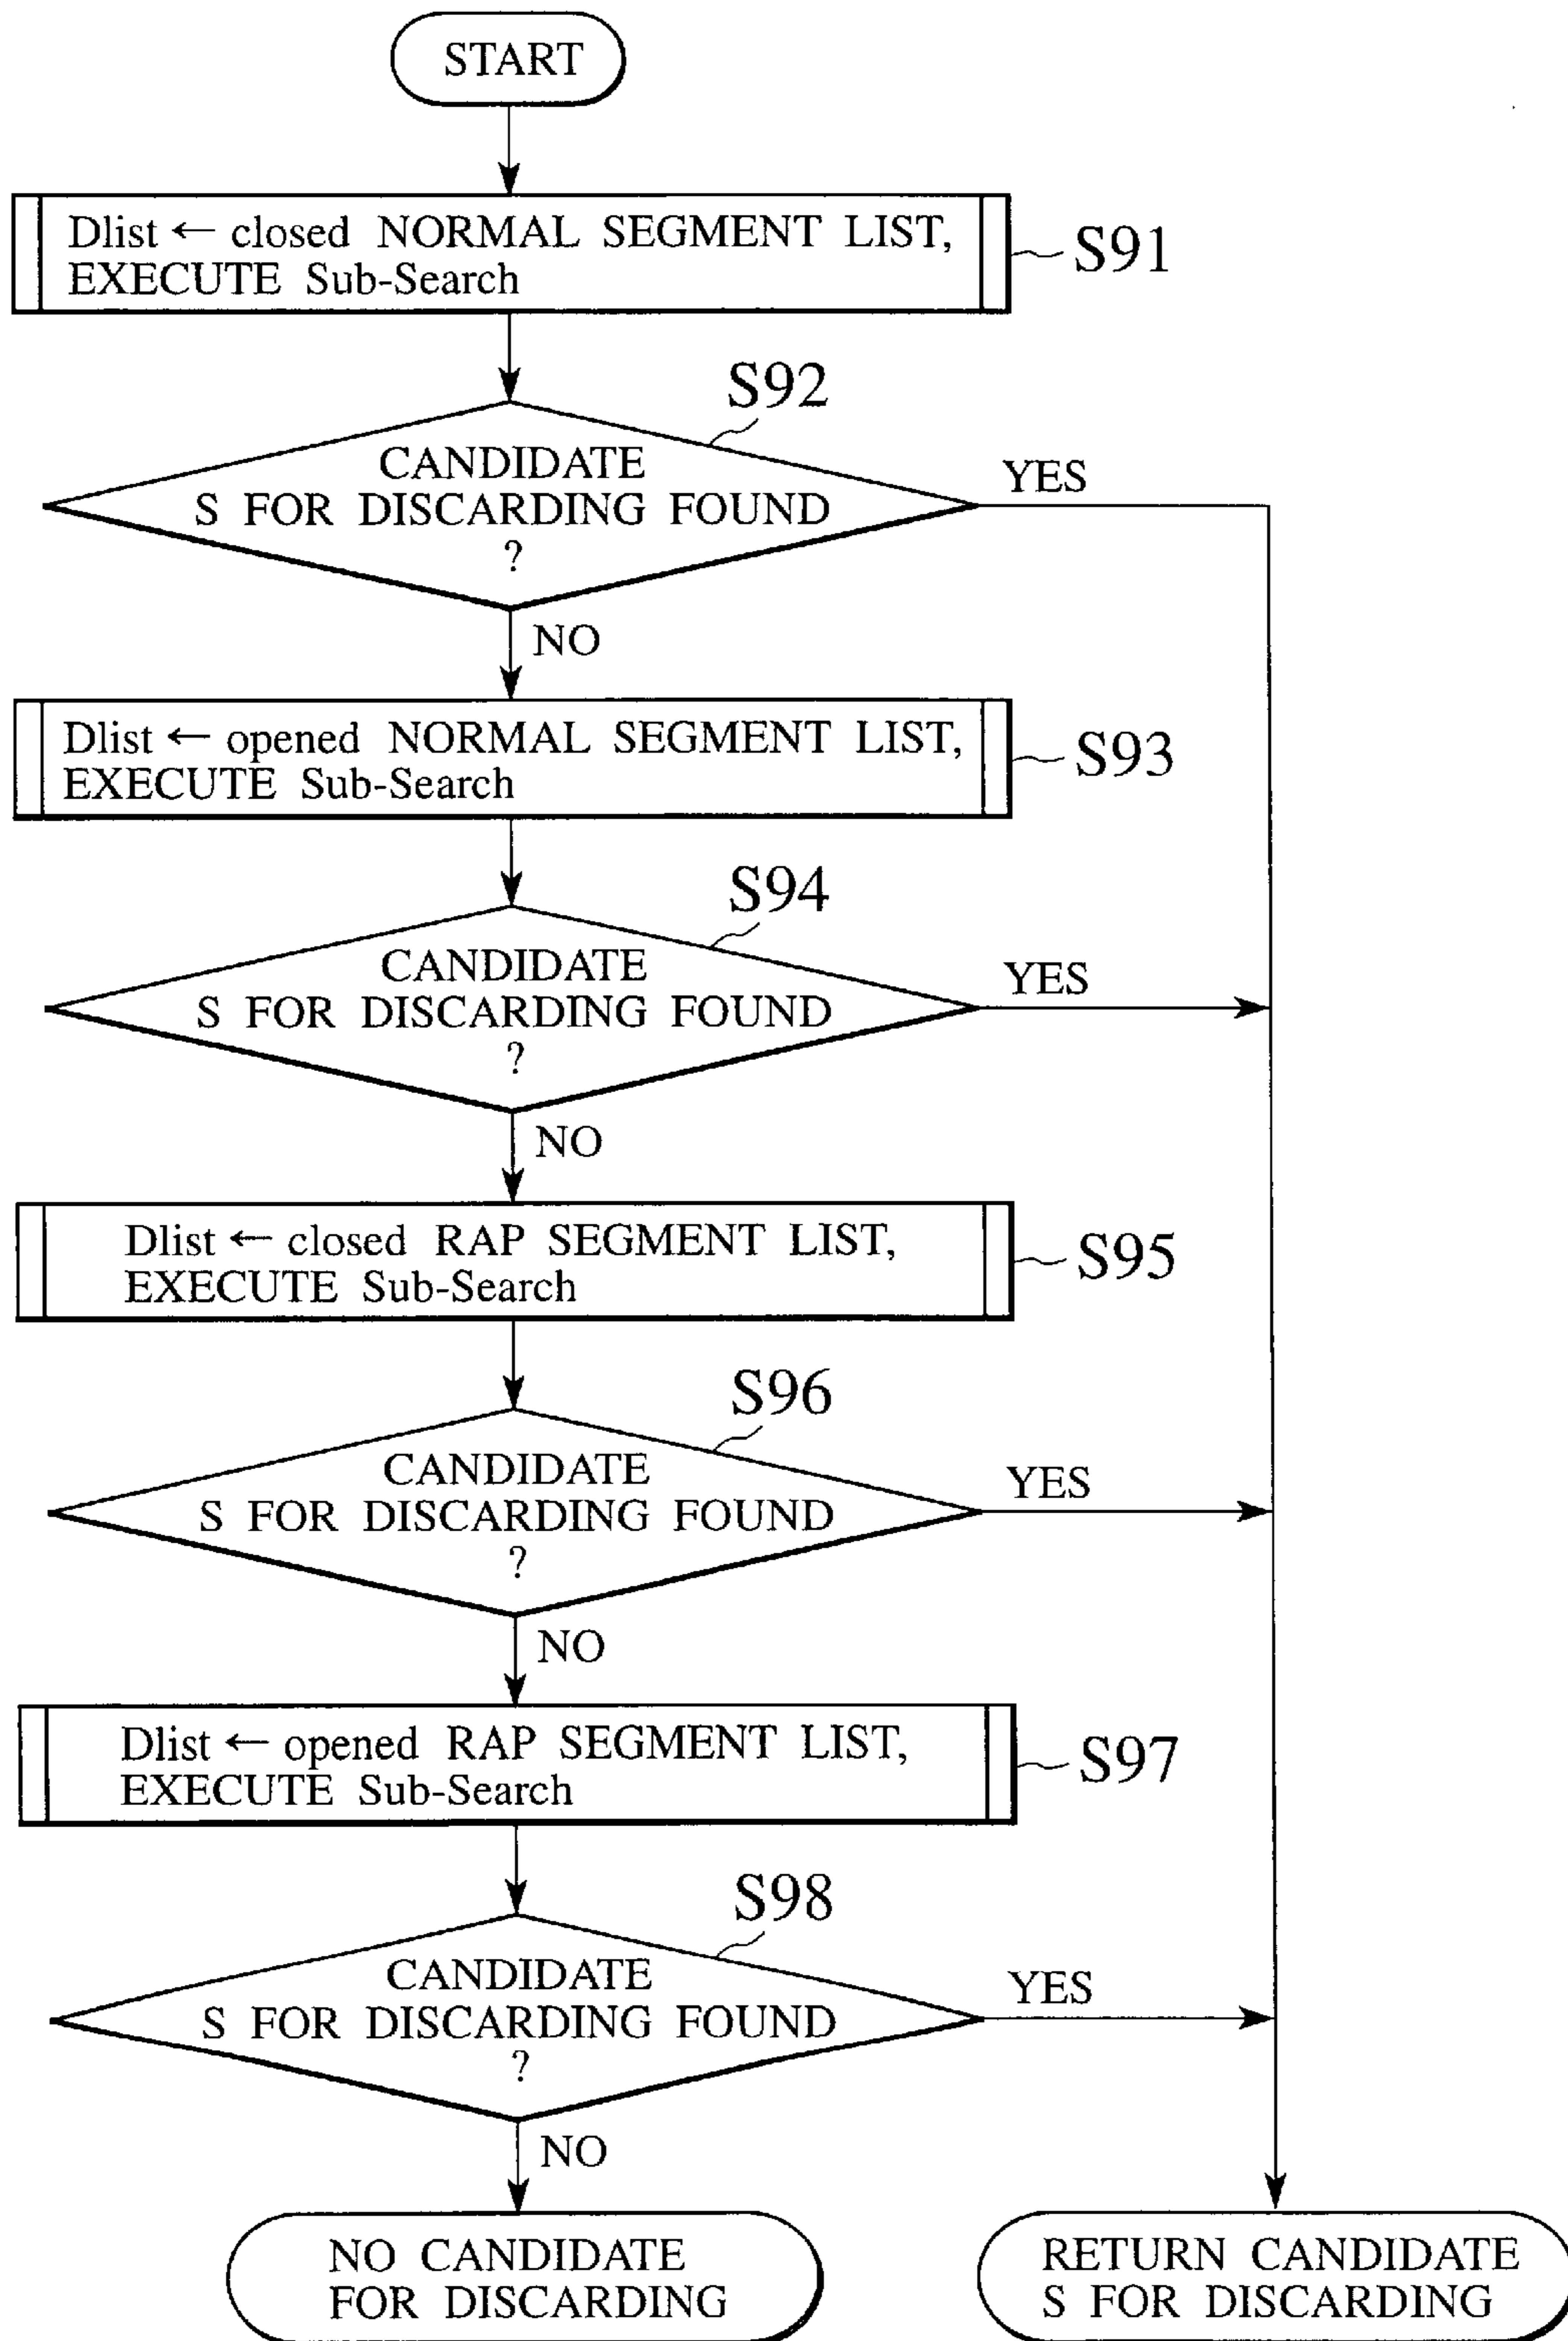 START
Dlist ← closed NORMAL SEGMENT LIST,
EXECUTE Sub-Search
S91
S92
CANDIDATE
S FOR DISCARDING FOUND
?
YES
NO
Dlist ← opened NORMAL SEGMENT LIST,
EXECUTE Sub-Search
S93
S94
CANDIDATE
S FOR DISCARDING FOUND
?
YES
NO
Dlist ← closed RAP SEGMENT LIST,
EXECUTE Sub-Search
S95
S96
CANDIDATE
S FOR DISCARDING FOUND
?
YES
NO
Dlist ← opened RAP SEGMENT LIST,
EXECUTE Sub-Search
S97
S98
CANDIDATE
S FOR DISCARDING FOUND
?
YES
NO
NO CANDIDATE
FOR DISCARDING
RETURN CANDIDATE
S FOR DISCARDING